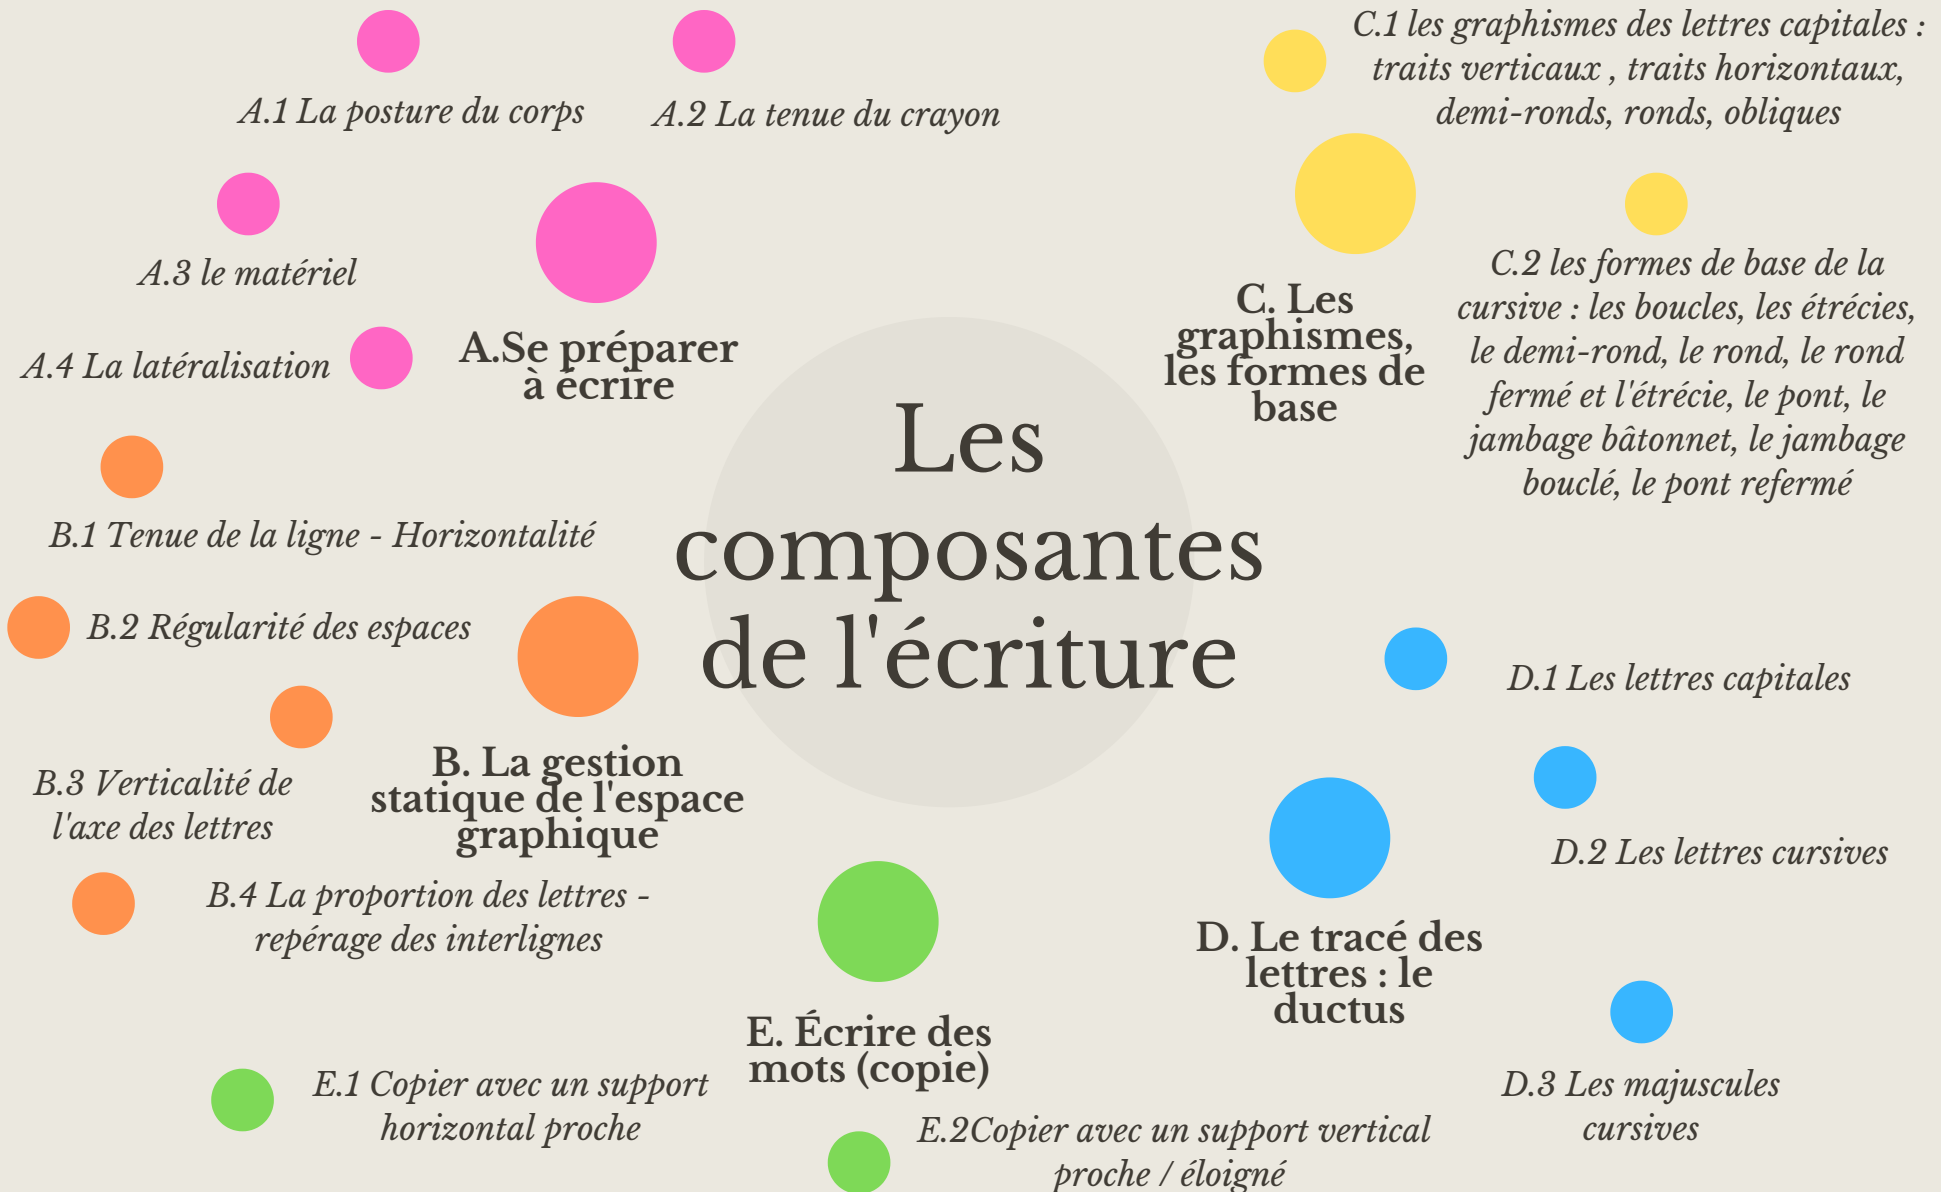 Les
composantes
de l'écriture
A.1 La posture du corps
A.2 La tenue du crayon
A.3 le matériel
A.4 La latéralisation
A.Se préparer
à écrire
B.1 Tenue de la ligne - Horizontalité
B.2 Régularité des espaces
B.3 Verticalité de
l'axe des lettres
B. La gestion
statique de l'espace
graphique
B.4 La proportion des lettres -
repérage des interlignes
C.1 les graphismes des lettres capitales :
traits verticaux , traits horizontaux,
demi-ronds, ronds, obliques
C. Les
graphismes,
les formes de
base
C.2 les formes de base de la
cursive : les boucles, les étrécies,
le demi-rond, le rond, le rond
fermé et l'étrécie, le pont, le
jambage bâtonnet, le jambage
bouclé, le pont refermé
D.1 Les lettres capitales
D.2 Les lettres cursives
D. Le tracé des
lettres : le
ductus
D.3 Les majuscules
cursives
E. Écrire des
mots (copie)
E.1 Copier avec un support
horizontal proche
E.2Copier avec un support vertical
proche / éloigné